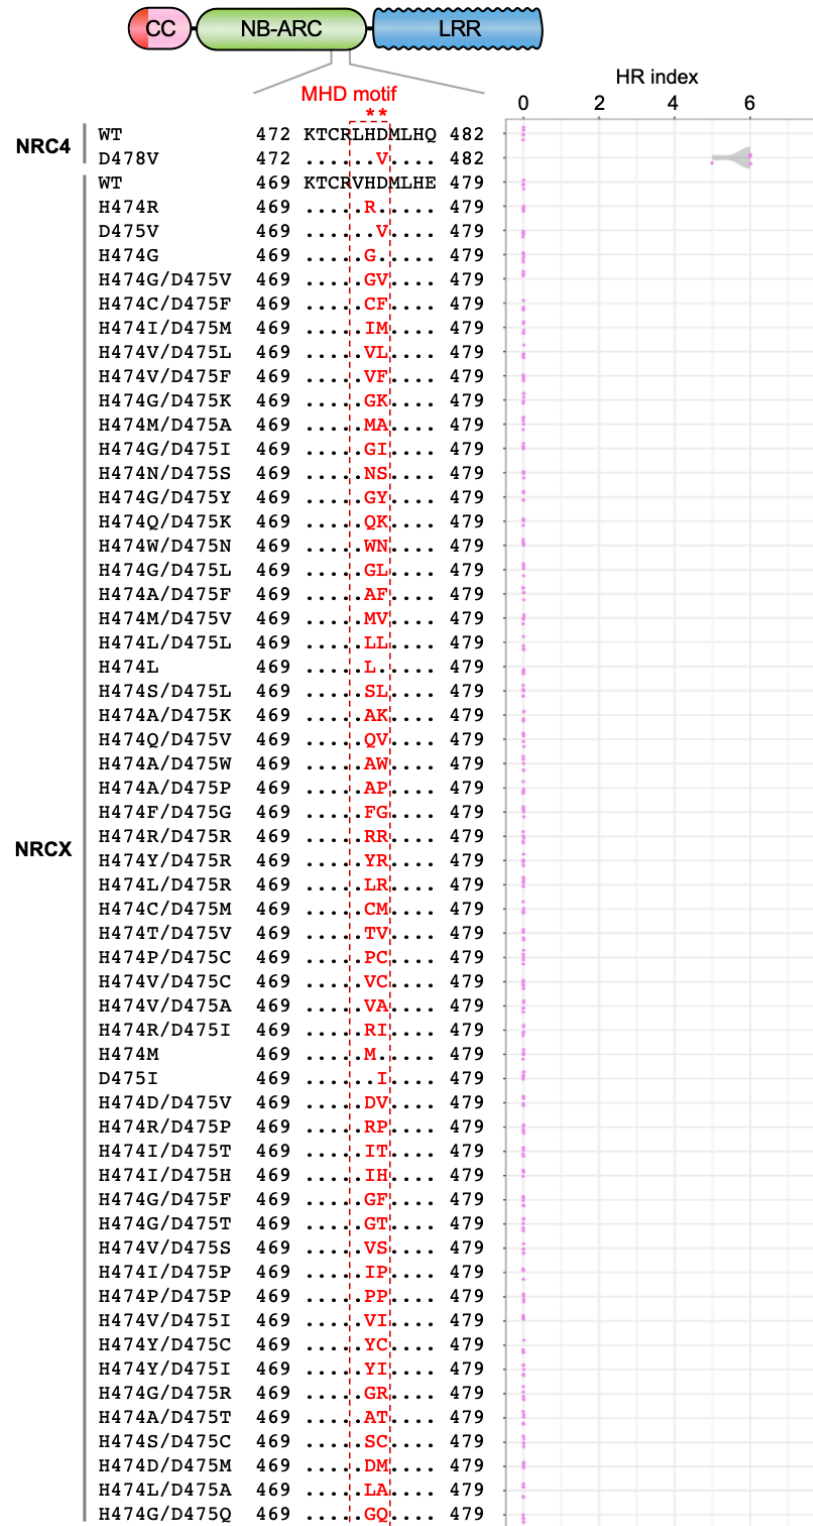 CC NB-ARC LRR
HR index
MHD motif
** 0 2 4 6
NRC4
WT 472 KTCRLHDMLHQ 482
D478V 472 ......V.... 482
NRCX
WT 469 KTCRVHDMLHE 479
H474R 469 .....R..... 479
D475V 469 ......V.... 479
H474G 469 .....G..... 479
H474G/D475V 469 .....GV.... 479
H474C/D475F 469 .....CF.... 479
H474I/D475M 469 .....IM.... 479
H474V/D475L 469 .....VL.... 479
H474V/D475F 469 .....VF.... 479
H474G/D475K 469 .....GK.... 479
H474M/D475A 469 .....MA.... 479
H474G/D475I 469 .....GI.... 479
H474N/D475S 469 .....NS.... 479
H474G/D475Y 469 .....GY.... 479
H474Q/D475K 469 .....QK.... 479
H474W/D475N 469 .....WN.... 479
H474G/D475L 469 .....GL.... 479
H474A/D475F 469 .....AF.... 479
H474M/D475V 469 .....MV.... 479
H474L/D475L 469 .....LL.... 479
H474L 469 .....L..... 479
H474S/D475L 469 .....SL.... 479
H474A/D475K 469 .....AK.... 479
H474Q/D475V 469 .....QV.... 479
H474A/D475W 469 .....AW.... 479
H474A/D475P 469 .....AP.... 479
H474F/D475G 469 .....FG.... 479
H474R/D475R 469 .....RR.... 479
H474Y/D475R 469 .....YR.... 479
H474L/D475R 469 .....LR.... 479
H474C/D475M 469 .....CM.... 479
H474T/D475V 469 .....TV.... 479
H474P/D475C 469 .....PC.... 479
H474V/D475C 469 .....VC.... 479
H474V/D475A 469 .....VA.... 479
H474R/D475I 469 .....RI.... 479
H474M 469 .....M..... 479
D475I 469 ......I.... 479
H474D/D475V 469 .....DV.... 479
H474R/D475P 469 .....RP.... 479
H474I/D475T 469 .....IT.... 479
H474I/D475H 469 .....IH.... 479
H474G/D475F 469 .....GF.... 479
H474G/D475T 469 .....GT.... 479
H474V/D475S 469 .....VS.... 479
H474I/D475P 469 .....IP.... 479
H474P/D475P 469 .....PP.... 479
H474V/D475I 469 .....VI.... 479
H474Y/D475C 469 .....YC.... 479
H474Y/D475I 469 .....YI.... 479
H474G/D475R 469 .....GR.... 479
H474A/D475T 469 .....AT.... 479
H474S/D475C 469 .....SC.... 479
H474D/D475M 469 .....DM.... 479
H474L/D475A 469 .....LA.... 479
H474G/D475Q 469 .....GQ.... 479